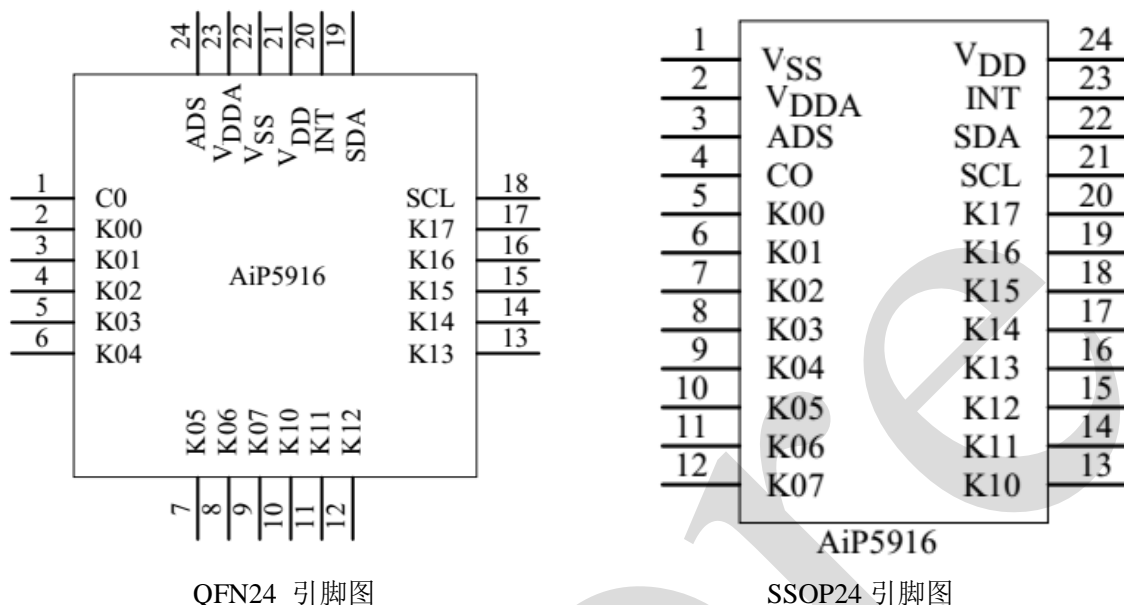 24 23 22 21 20 19
ADS VDDA VSS VDD INT SDA
1 C0 SCL 18
2 K00 K17 17
3 K01 K16 16
4 K02 AiP5916 K15 15
5 K03 K14 14
6 K04 K13 13
K05 K06 K07 K10 K11 K12
7 8 9 10 11 12
QFN24 引脚图
1 VSS VDD 24
2 VDDA INT 23
3 ADS SDA 22
4 CO SCL 21
5 K00 K17 20
6 K01 K16 19
7 K02 K15 18
8 K03 K14 17
9 K04 K13 16
10 K05 K12 15
11 K06 K11 14
12 K07 K10 13
AiP5916
SSOP24 引脚图